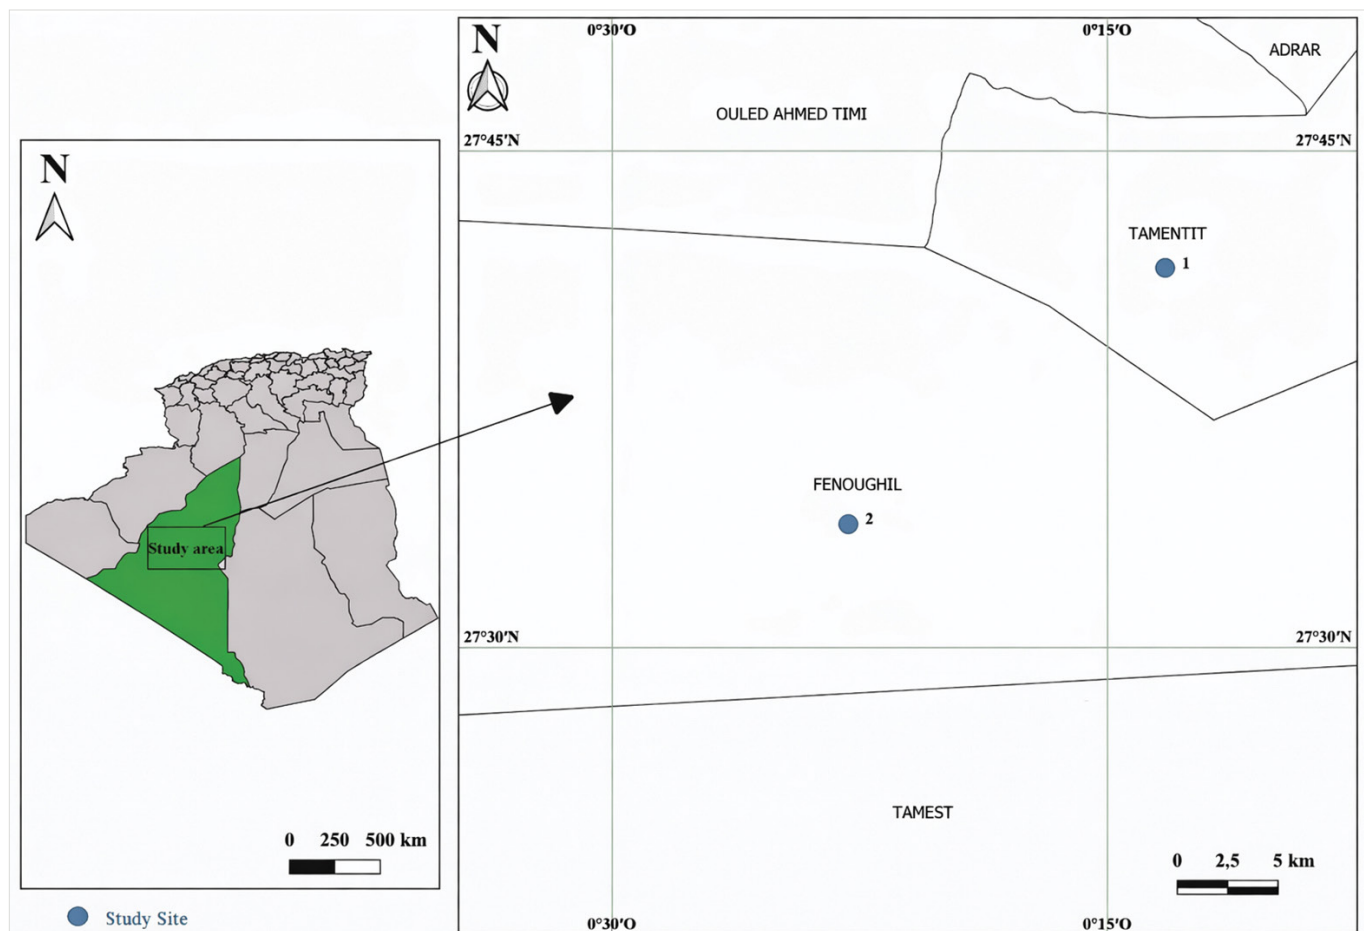 N
Study area
0 250 500 km
Study Site
N
0°30′O 0°15′O
ADRAR
OULED AHMED TIMI
27°45′N 27°45′N
TAMENTIT
1
FENOUGHIL
2
27°30′N 27°30′N
TAMEST
0 2,5 5 km
0°30′O 0°15′O